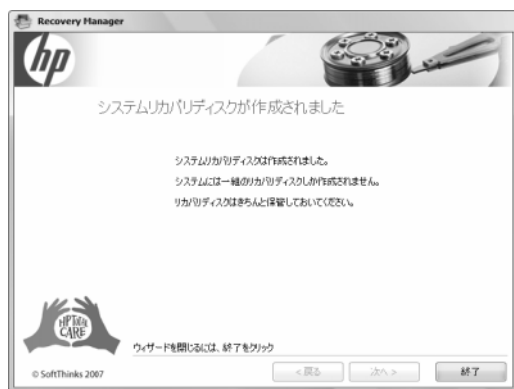 Recovery Manager
hp
システムリカバリディスクが作成されました
システムリカバリディスクは作成されました。
システムには一組のリカバリディスクしか作成されません。
リカバリディスクはきちんと保管しておいてください。
HP Total
CARE
ウィザードを閉じるには、終了をクリック
© SoftThinks 2007
< 戻る
次へ >
終了